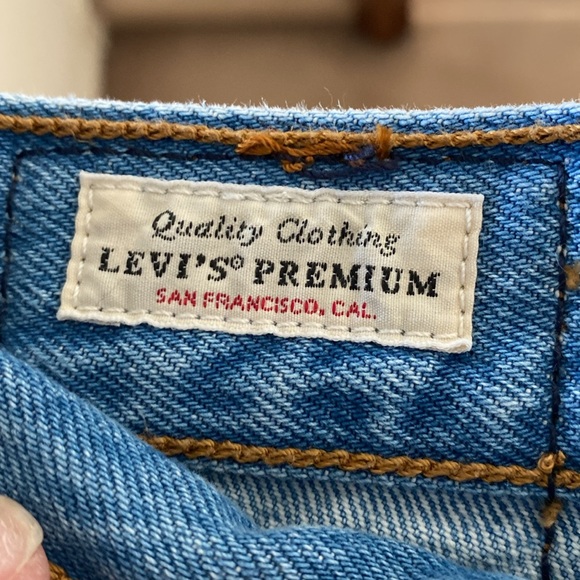 Quality Clothing
LEVI'S® PREMIUM
SAN FRANCISCO, CAL.